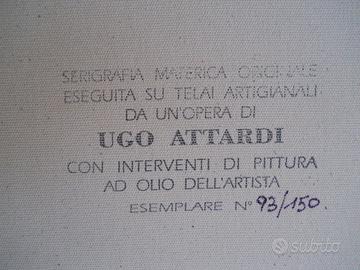 SERIGRAFIA MATERICA ORIGINALE
ESEGUITA SU TELAI ARTIGIANALI
DA UN'OPERA DI
UGO ATTARDI
CON INTERVENTI DI PITTURA
AD OLIO DELL'ARTISTA
ESEMPLARE N° 93/150.
subito